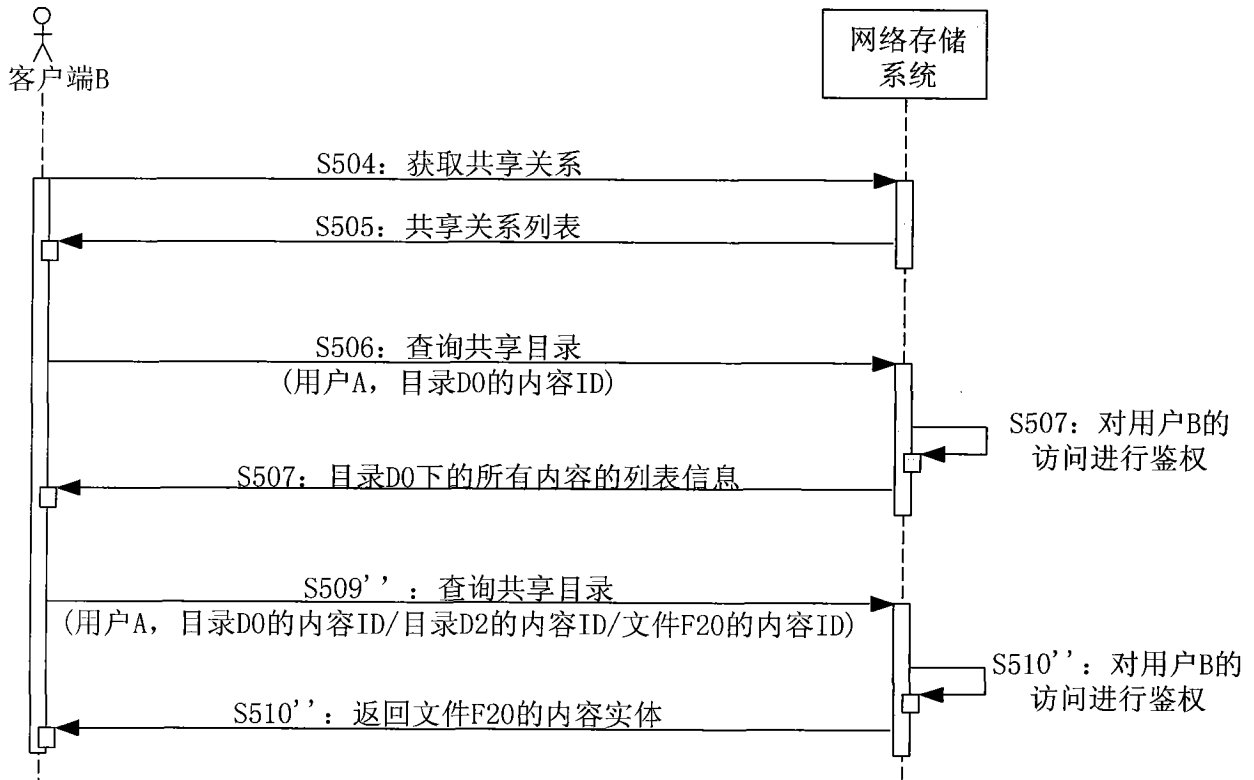 客户端B
网络存储
系统
S504：获取共享关系
S505：共享关系列表
S506：查询共享目录
(用户A，目录D0的内容ID)
S507：对用户B的
访问进行鉴权
S507：目录D0下的所有内容的列表信息
S509''：查询共享目录
(用户A，目录D0的内容ID/目录D2的内容ID/文件F20的内容ID)
S510''：对用户B的
访问进行鉴权
S510''：返回文件F20的内容实体